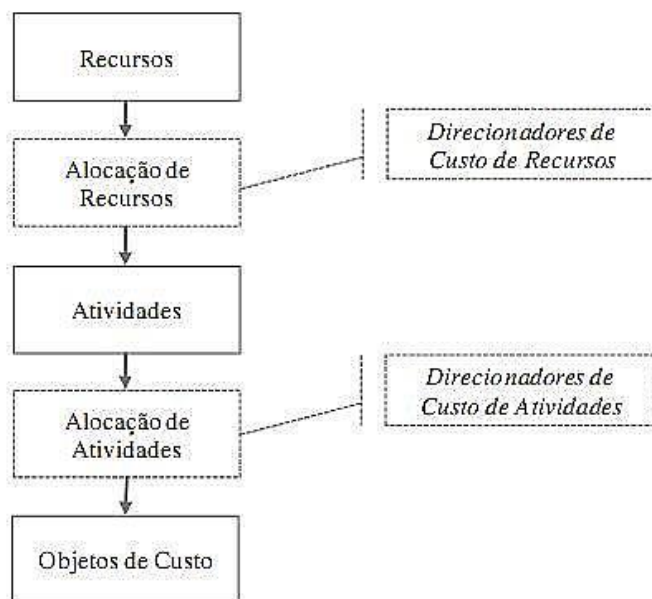 Recursos
Direcionadores de
Custo de Recursos
Alocação de
Recursos
Atividades
Direcionadores de
Custo de Atividades
Alocação de
Atividades
Objetos de Custo